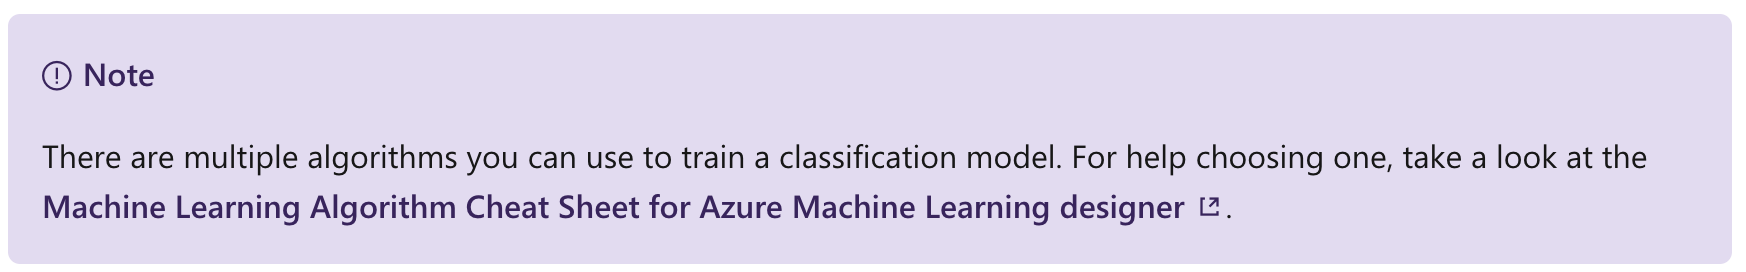 Note
There are multiple algorithms you can use to train a classification model. For help choosing one, take a look at the
Machine Learning Algorithm Cheat Sheet for Azure Machine Learning designer.